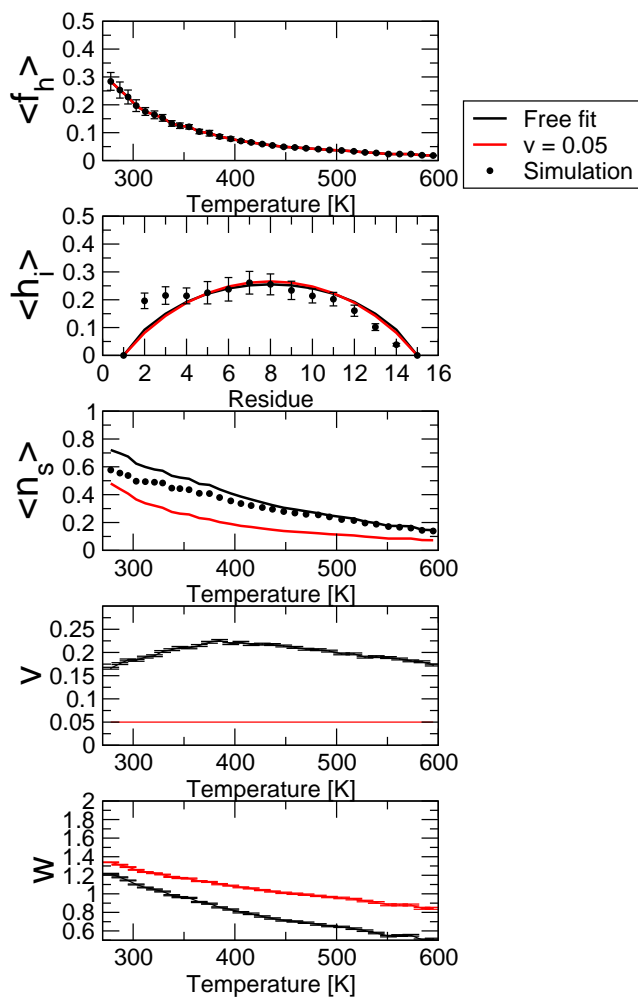 0.5
0.4
0.3
0.2
0.1
0
<f_h>
300 400 500 600
Temperature [K]
Free fit
v = 0.05
Simulation
0.4
0.3
0.2
0.1
0
<h_i>
0 2 4 6 8 10 12 14 16
Residue
1
0.8
0.6
0.4
0.2
0
<n_s>
300 400 500 600
Temperature [K]
0.25
0.2
0.15
0.1
0.05
0
v
300 400 500 600
Temperature [K]
2
1.8
1.6
1.4
1.2
1
0.8
0.6
w
300 400 500 600
Temperature [K]